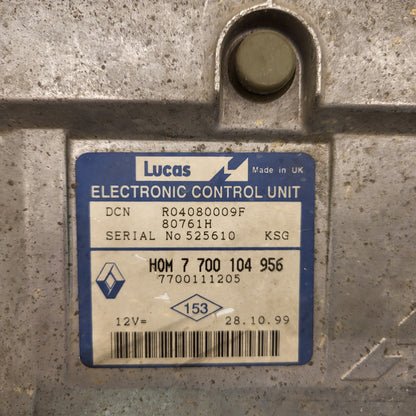 Lucas Made in UK
ELECTRONIC CONTROL UNIT
DCN R04080009F
80761H
SERIAL No 525610 KSG
HOM 7 700 104 956
7700111205
153
12V= 28.10.99